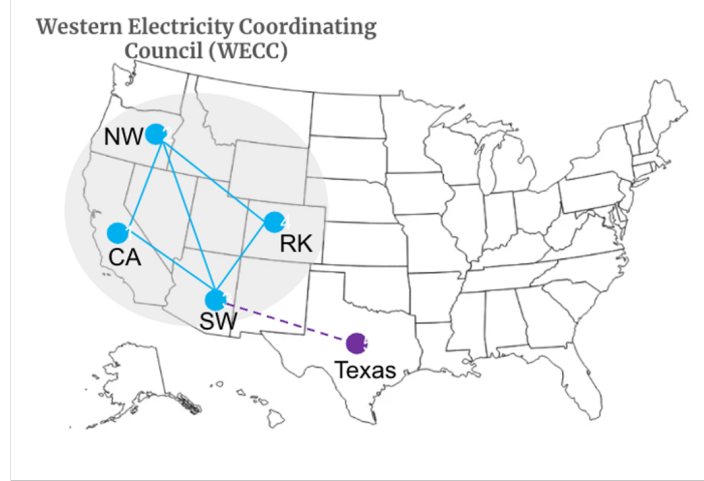 Western Electricity Coordinating
Council (WECC)
NW
RK
CA
SW
Texas